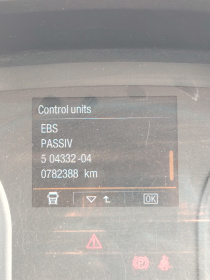 Control units
EBS
PASSIV
5 04332-04
0782388 km
OK